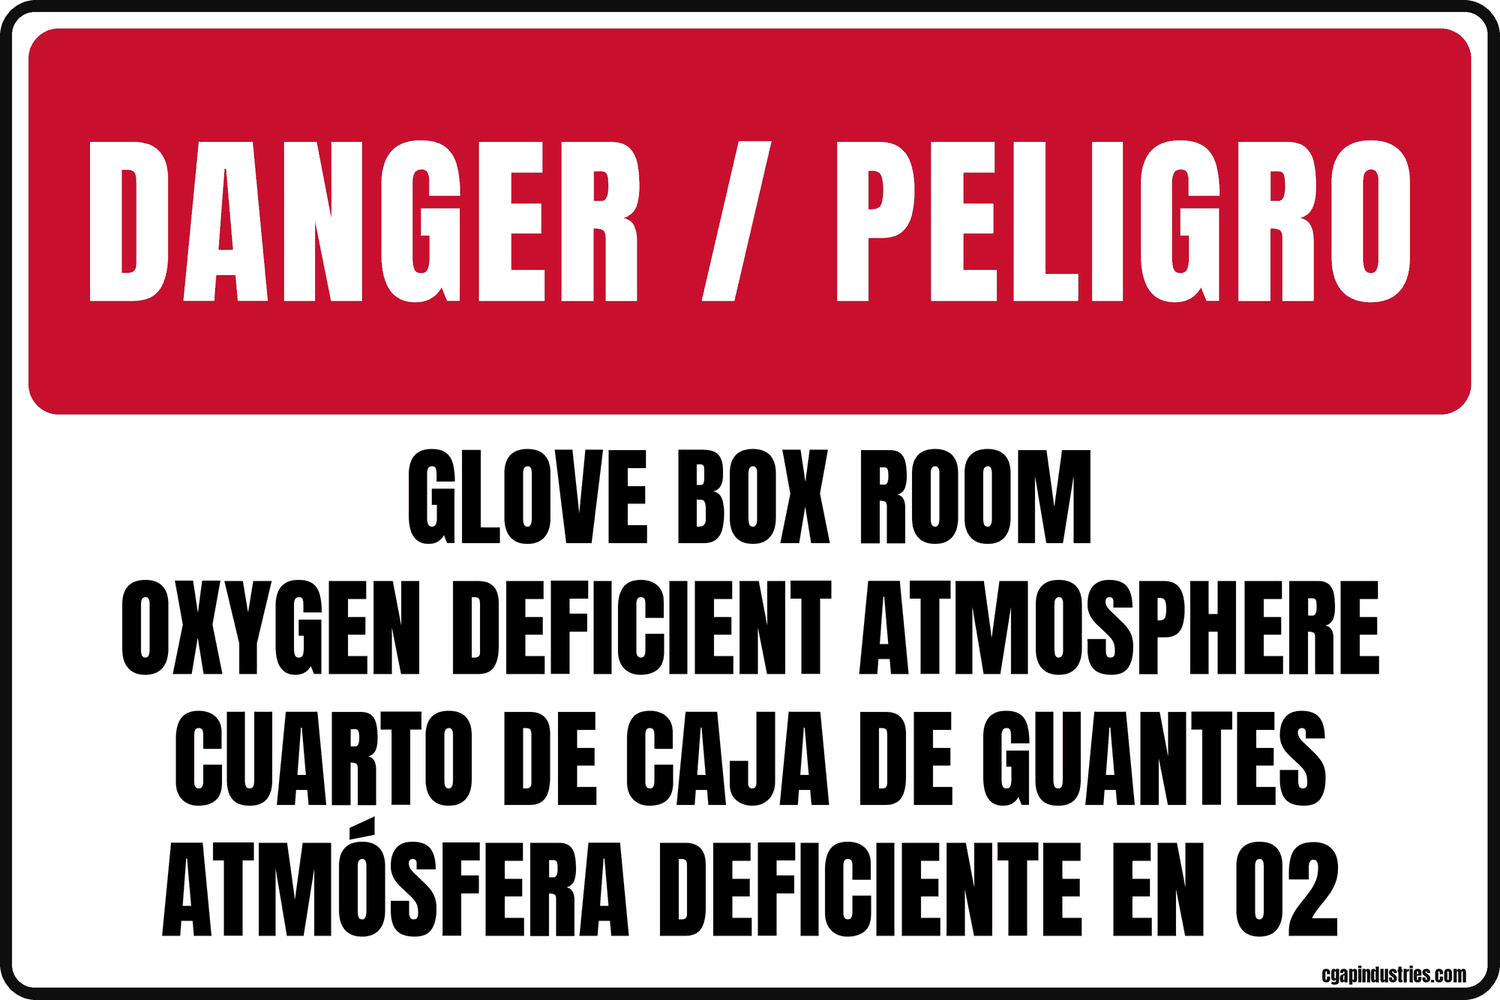 DANGER / PELIGRO
GLOVE BOX ROOM
OXYGEN DEFICIENT ATMOSPHERE
CUARTO DE CAJA DE GUANTES
ATMÓSFERA DEFICIENTE EN O2
cgapindustries.com